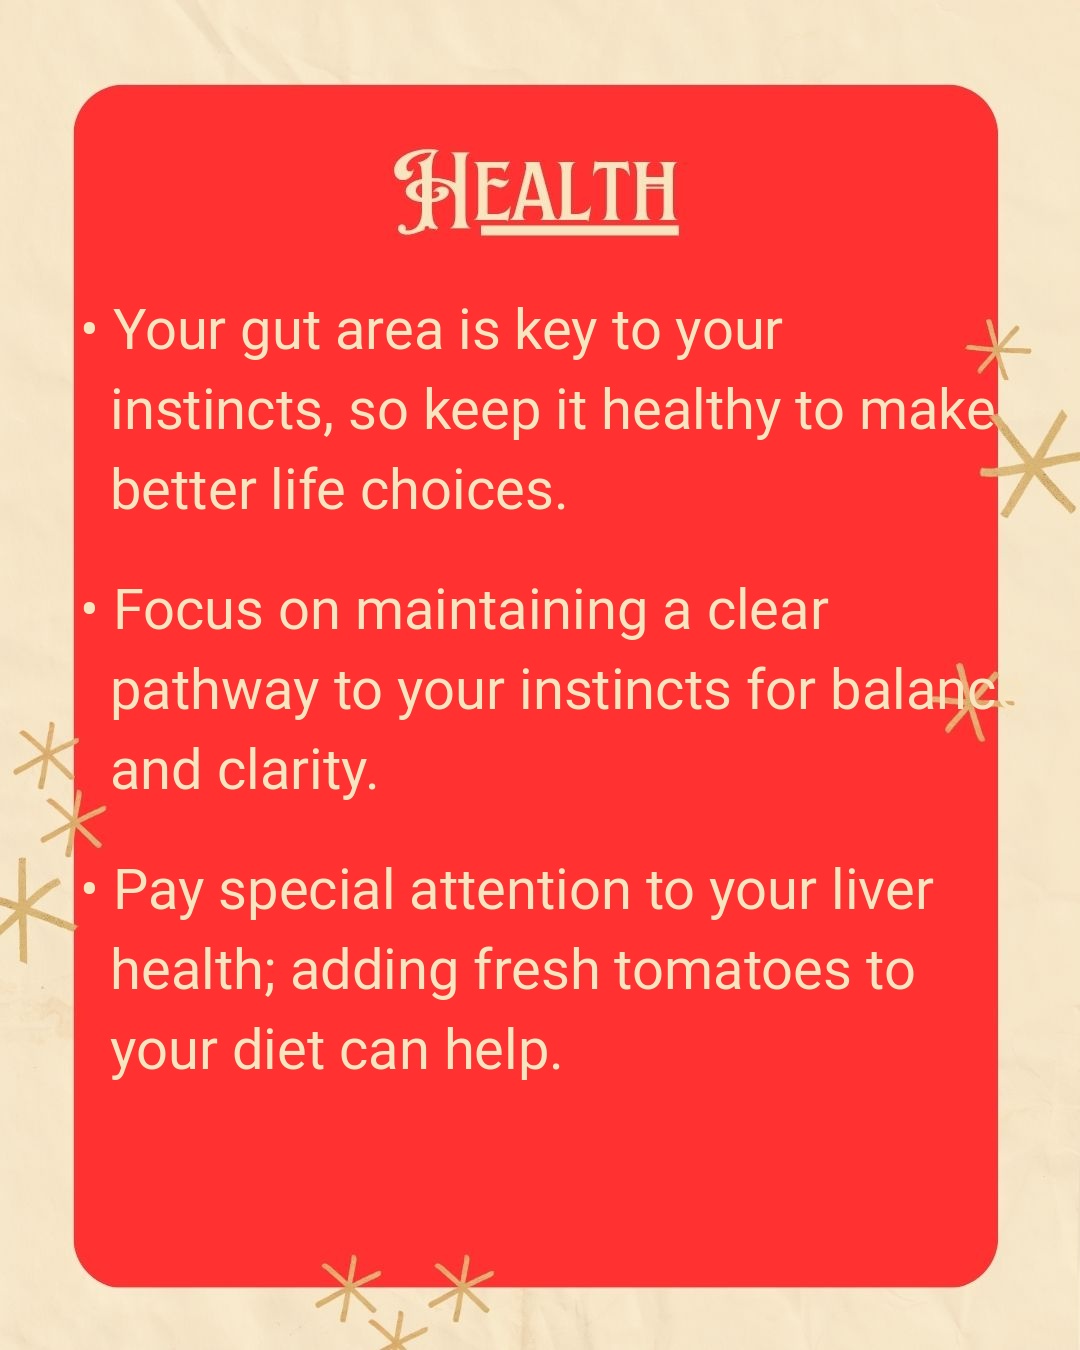 Health
• Your gut area is key to your
instincts, so keep it healthy to make
better life choices.
• Focus on maintaining a clear
pathway to your instincts for balanc
and clarity.
• Pay special attention to your liver
health; adding fresh tomatoes to
your diet can help.